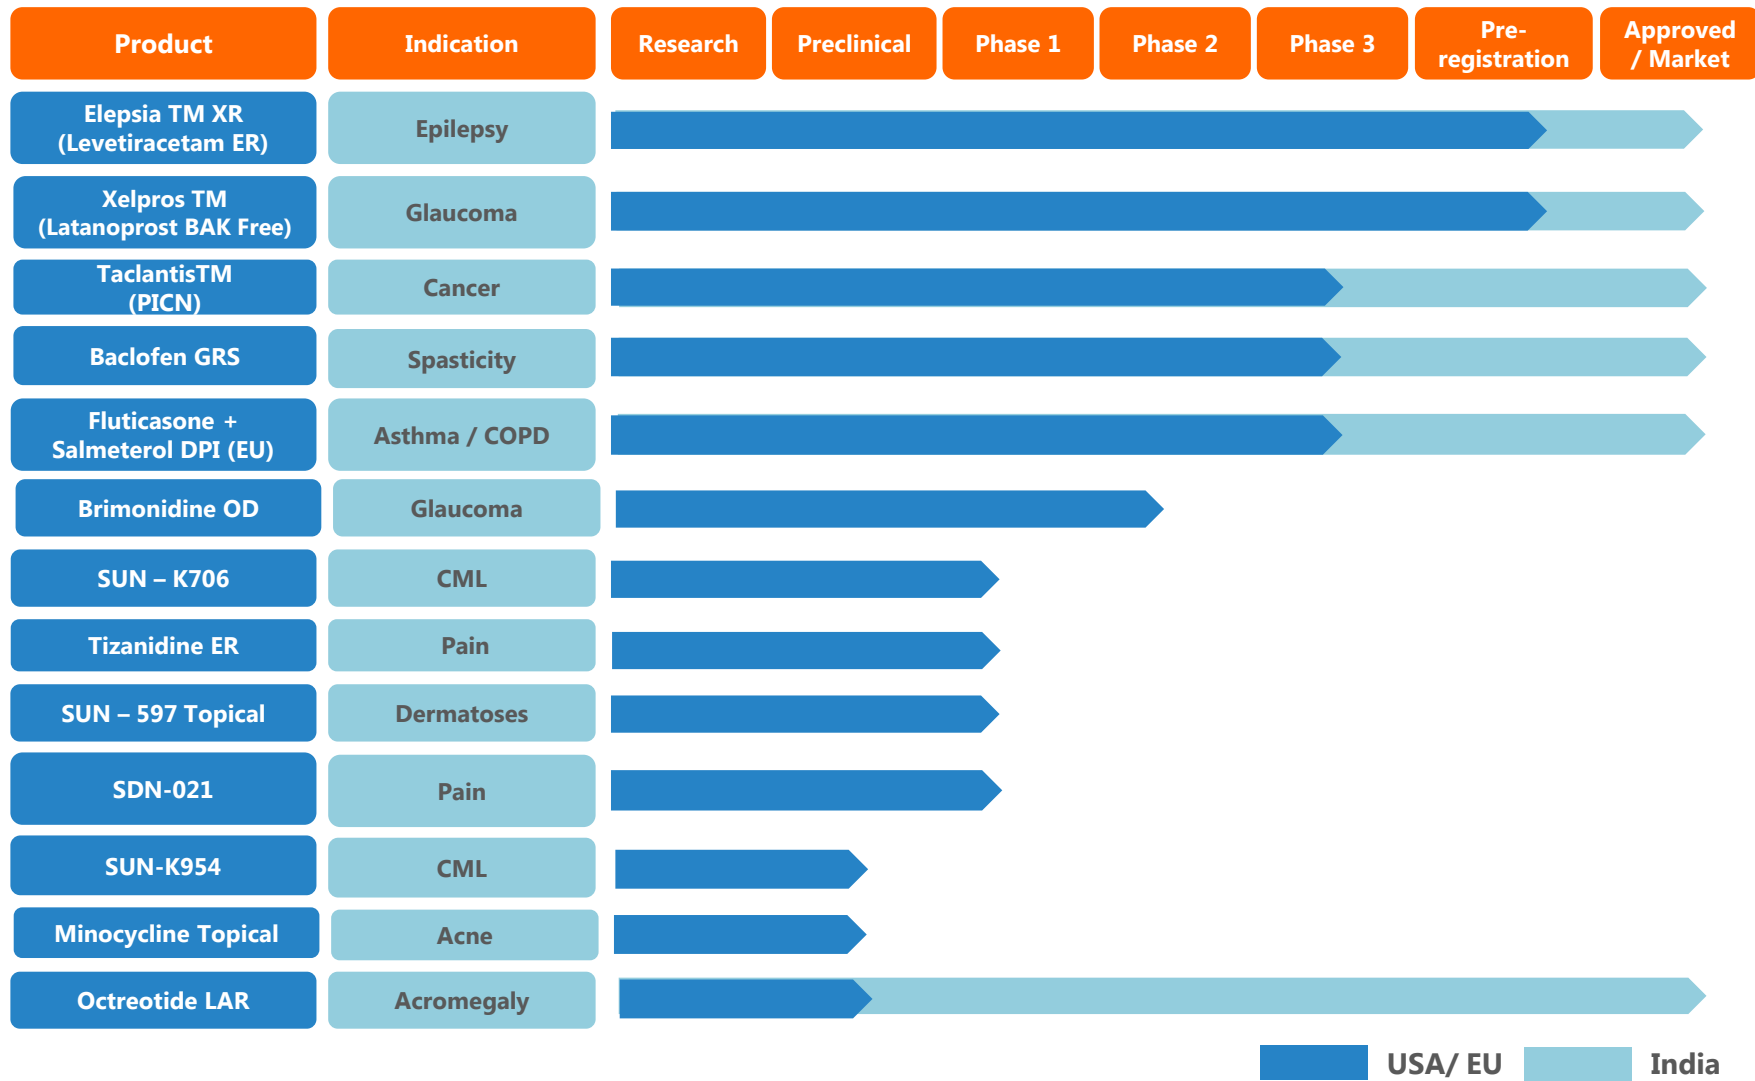 Product
Indication
Research
Preclinical
Phase 1
Phase 2
Phase 3
Pre-
registration
Approved
/ Market
Elepsia TM XR
(Levetiracetam ER)
Epilepsy
Xelpros TM
(Latanoprost BAK Free)
Glaucoma
TaclantisTM
(PICN)
Cancer
Baclofen GRS
Spasticity
Fluticasone +
Salmeterol DPI (EU)
Asthma / COPD
Brimonidine OD
Glaucoma
SUN – K706
CML
Tizanidine ER
Pain
SUN – 597 Topical
Dermatoses
SDN-021
Pain
SUN-K954
CML
Minocycline Topical
Acne
Octreotide LAR
Acromegaly
USA/ EU
India